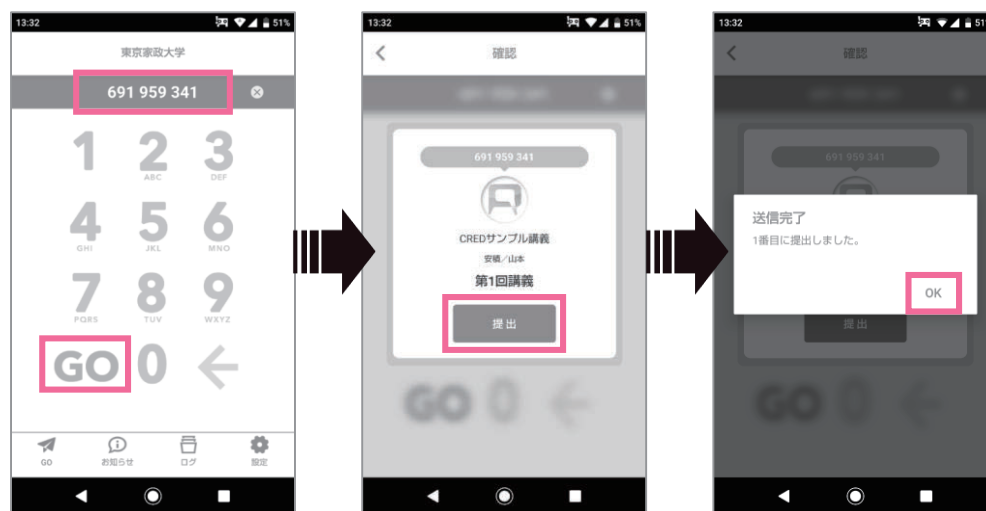 13:32
51%
東京家政大学
691 959 341
1 2 3
ABC DEF
4 5 6
GHI JKL MNO
7 8 9
PQRS TUV WXYZ
GO 0
GO お知らせ ログ 設定
13:32
51%
確認
691 959 341
CREDサンプル講義
安積／山本
第1回講義
提出
GO 0
13:32
51%
確認
691 959 341
送信完了
1番目に提出しました。
OK
提出
GO 0